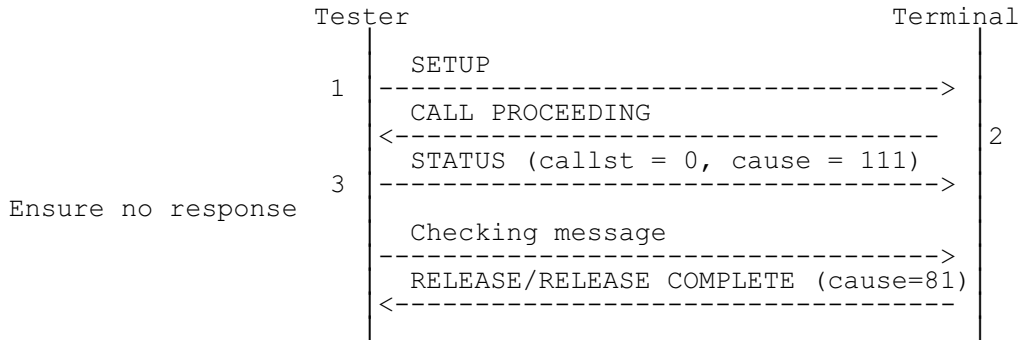 Tester Terminal
SETUP
1 ----------------------------------->
CALL PROCEEDING
<---------------------------------- 2
STATUS (callst = 0, cause = 111)
3 ----------------------------------->
Ensure no response
Checking message
----------------------------------->
RELEASE/RELEASE COMPLETE (cause=81)
<-----------------------------------